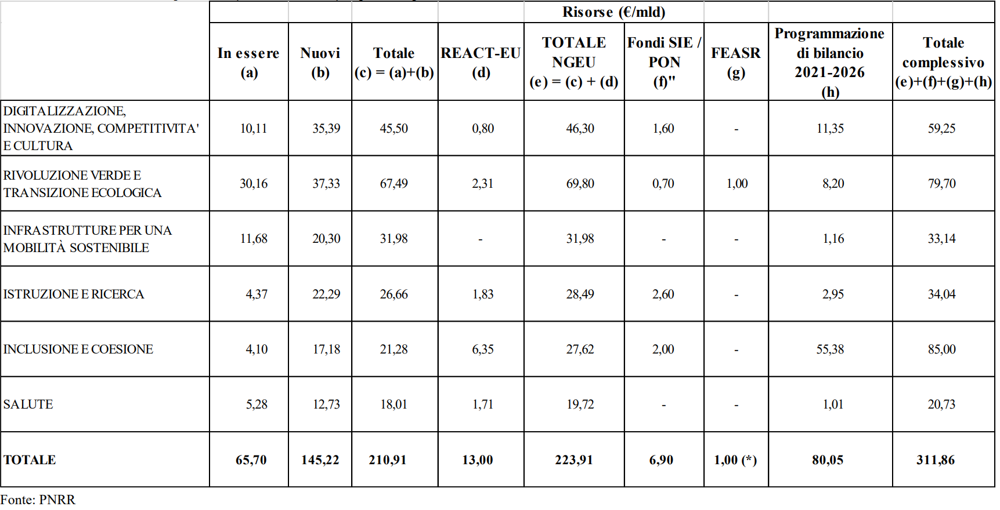 Risorse (€/mld)
In essere (a) Nuovi (b) Totale (c) = (a)+(b) REACT-EU (d) TOTALE NGEU (e) = (c) + (d) Fondi SIE / PON (f)" FEASR (g) Programmazione di bilancio 2021-2026 (h) Totale complessivo (e)+(f)+(g)+(h)
DIGITALIZZAZIONE,
INNOVAZIONE, COMPETITIVITA' 10,11 35,39 45,50 0,80 46,30 1,60 - 11,35 59,25
E CULTURA
RIVOLUZIONE VERDE E
TRANSIZIONE ECOLOGICA 30,16 37,33 67,49 2,31 69,80 0,70 1,00 8,20 79,70
INFRASTRUTTURE PER UNA
MOBILITÀ SOSTENIBILE 11,68 20,30 31,98 - 31,98 - - 1,16 33,14
ISTRUZIONE E RICERCA 4,37 22,29 26,66 1,83 28,49 2,60 - 2,95 34,04
INCLUSIONE E COESIONE 4,10 17,18 21,28 6,35 27,62 2,00 - 55,38 85,00
SALUTE 5,28 12,73 18,01 1,71 19,72 - - 1,01 20,73
TOTALE 65,70 145,22 210,91 13,00 223,91 6,90 1,00 (*) 80,05 311,86
Fonte: PNRR